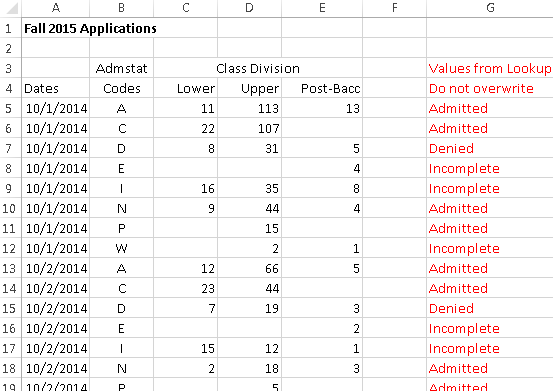 A B C D E F G
1 Fall 2015 Applications
2
3 Admstat Class Division Values from Lookup
4 Dates Codes Lower Upper Post-Bacc Do not overwrite
5 10/1/2014 A 11 113 13 Admitted
6 10/1/2014 C 22 107 Admitted
7 10/1/2014 D 8 31 5 Denied
8 10/1/2014 E 4 Incomplete
9 10/1/2014 I 16 35 8 Incomplete
10 10/1/2014 N 9 44 4 Admitted
11 10/1/2014 P 15 Admitted
12 10/1/2014 W 2 1 Incomplete
13 10/2/2014 A 12 66 5 Admitted
14 10/2/2014 C 23 44 Admitted
15 10/2/2014 D 7 19 3 Denied
16 10/2/2014 E 2 Incomplete
17 10/2/2014 I 15 12 1 Incomplete
18 10/2/2014 N 2 18 3 Admitted
19 10/2/2014 P 5 Admitted